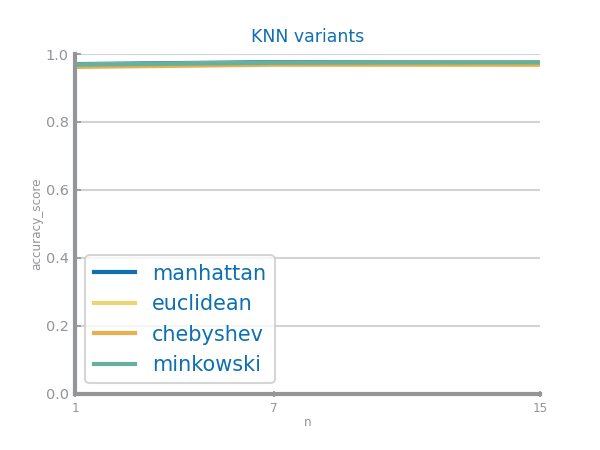 KNN variants
1.0
0.8
0.6
0.4
0.2
0.0
accuracy_score
manhattan
euclidean
chebyshev
minkowski
1 7 15
n